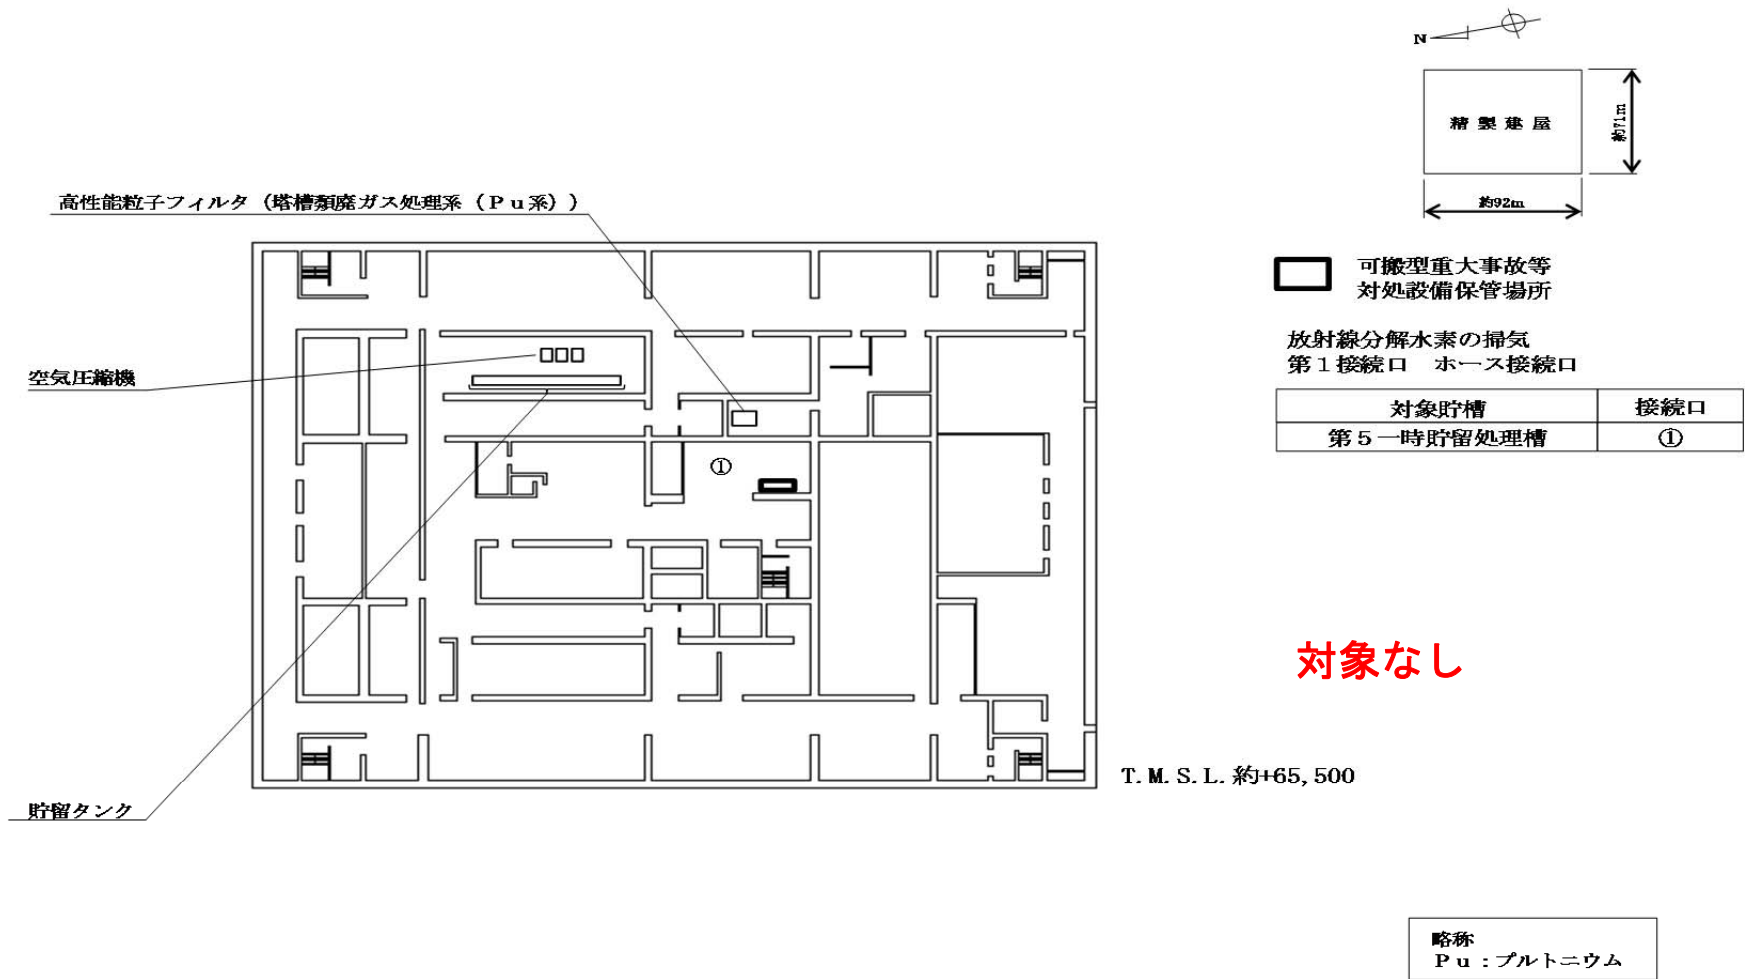 N
精製建屋
約71m
約92m
高性能粒子フィルタ（塔槽類廃ガス処理系（Ｐｕ系））
可搬型重大事故等
対処設備保管場所
放射線分解水素の掃気
第１接続口　ホース接続口
空気圧縮機
対象貯槽　接続口
第５一時貯留処理槽　①
①
対象なし
T.M.S.L.約+65,500
貯留タンク
略称
Ｐｕ：プルトニウム